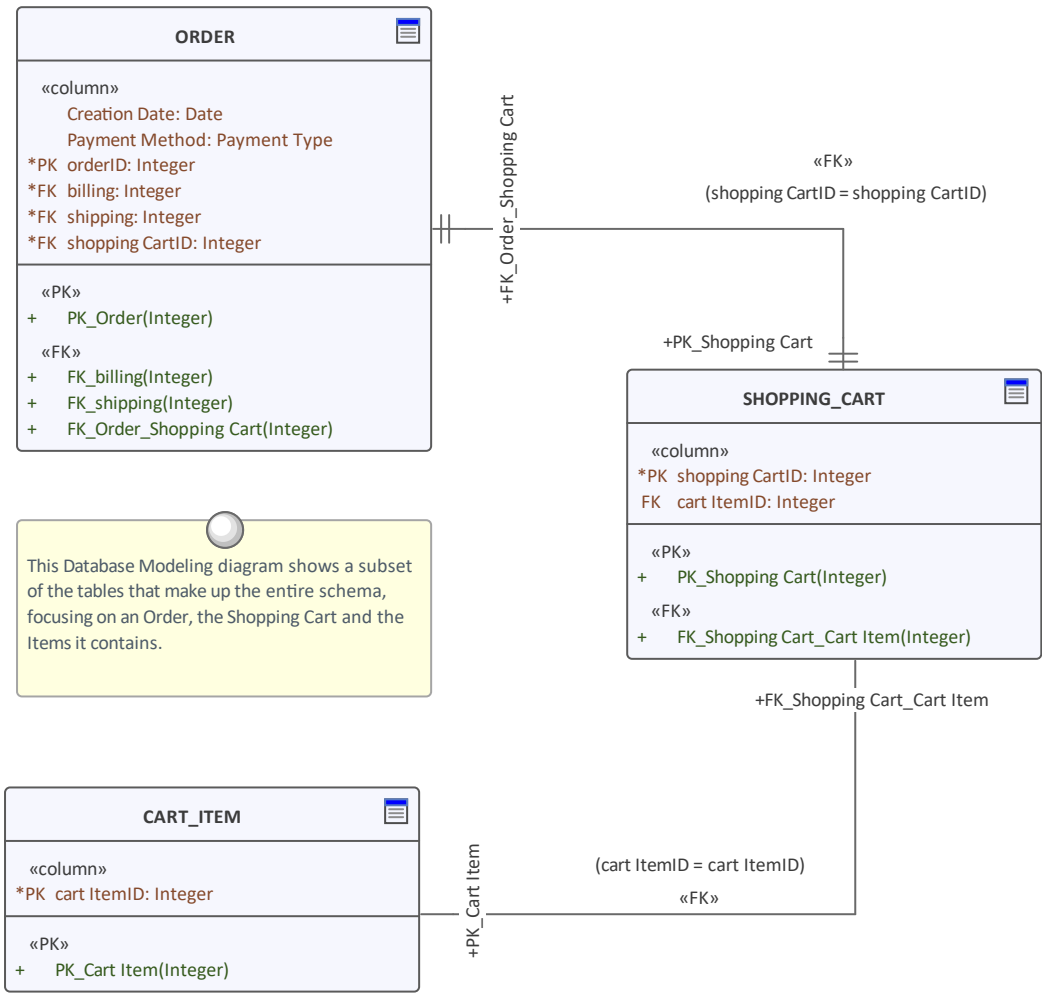 ORDER
«column»
Creation Date: Date
Payment Method: Payment Type
*PK orderID: Integer
*FK billing: Integer
*FK shipping: Integer
*FK shopping CartID: Integer
«PK»
+ PK_Order(Integer)
«FK»
+ FK_billing(Integer)
+ FK_shipping(Integer)
+ FK_Order_Shopping Cart(Integer)
+FK_Order_Shopping Cart
«FK»
(shopping CartID = shopping CartID)
+PK_Shopping Cart
SHOPPING_CART
«column»
*PK shopping CartID: Integer
FK cart ItemID: Integer
«PK»
+ PK_Shopping Cart(Integer)
«FK»
+ FK_Shopping Cart_Cart Item(Integer)
This Database Modeling diagram shows a subset
of the tables that make up the entire schema,
focusing on an Order, the Shopping Cart and the
Items it contains.
+FK_Shopping Cart_Cart Item
CART_ITEM
«column»
*PK cart ItemID: Integer
«PK»
+ PK_Cart Item(Integer)
+PK_Cart Item
(cart ItemID = cart ItemID)
«FK»